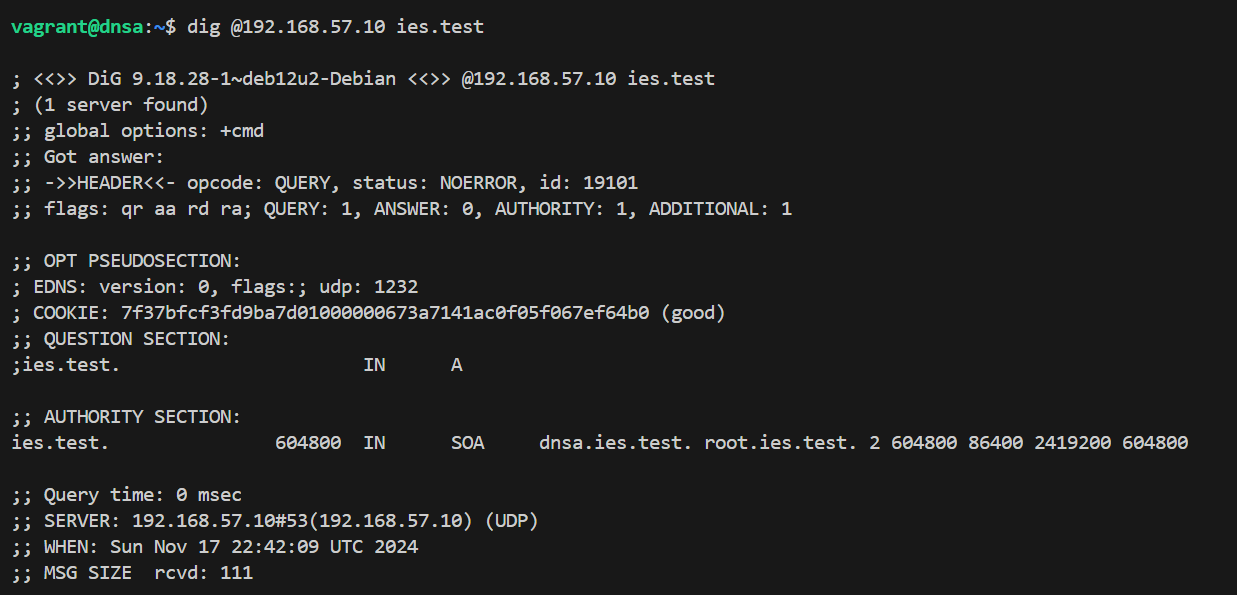 vagrant@dnsa:~$ dig @192.168.57.10 ies.test

; <<>> DiG 9.18.28-1~deb12u2-Debian <<>> @192.168.57.10 ies.test
; (1 server found)
;; global options: +cmd
;; Got answer:
;; ->>HEADER<<- opcode: QUERY, status: NOERROR, id: 19101
;; flags: qr aa rd ra; QUERY: 1, ANSWER: 0, AUTHORITY: 1, ADDITIONAL: 1

;; OPT PSEUDOSECTION:
; EDNS: version: 0, flags:; udp: 1232
; COOKIE: 7f37bfcf3fd9ba7d01000000673a7141ac0f05f067ef64b0 (good)
;; QUESTION SECTION:
;ies.test.                      IN      A

;; AUTHORITY SECTION:
ies.test.               604800  IN      SOA     dnsa.ies.test. root.ies.test. 2 604800 86400 2419200 604800

;; Query time: 0 msec
;; SERVER: 192.168.57.10#53(192.168.57.10) (UDP)
;; WHEN: Sun Nov 17 22:42:09 UTC 2024
;; MSG SIZE  rcvd: 111